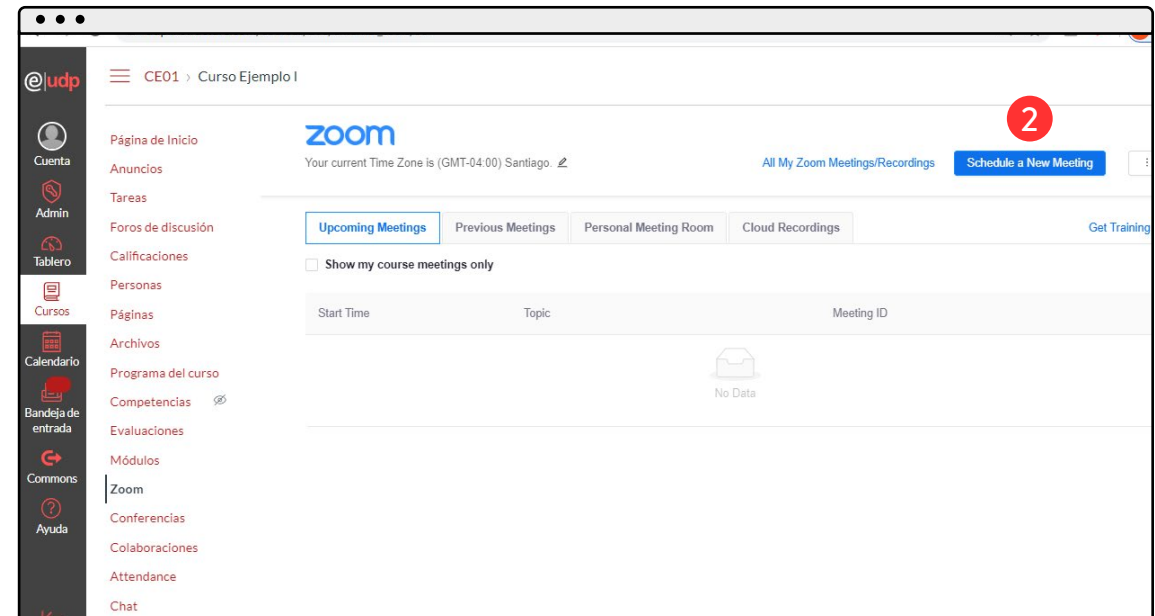 @|udp
CE01 › Curso Ejemplo I
Cuenta
Admin
Tablero
Cursos
Calendario
Bandeja de
entrada
Commons
Ayuda
Página de Inicio
Anuncios
Tareas
Foros de discusión
Calificaciones
Personas
Páginas
Archivos
Programa del curso
Competencias
Evaluaciones
Módulos
Zoom
Conferencias
Colaboraciones
Attendance
Chat
zoom
2
Your current Time Zone is (GMT-04:00) Santiago.
All My Zoom Meetings/Recordings
Schedule a New Meeting
Upcoming Meetings
Previous Meetings
Personal Meeting Room
Cloud Recordings
Get Training
Show my course meetings only
Start Time
Topic
Meeting ID
No Data